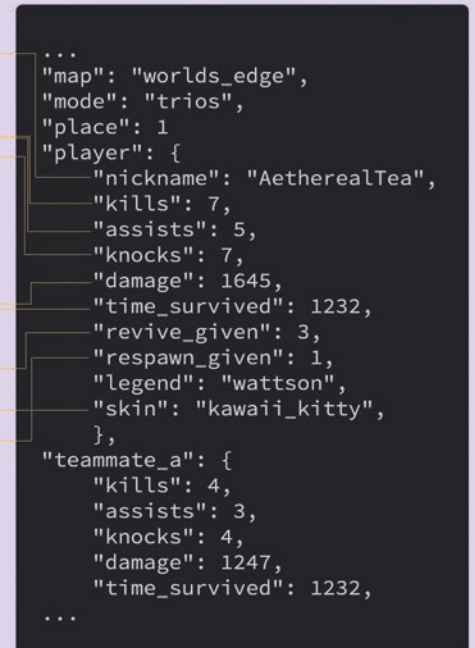 ...
"map": "worlds_edge",
"mode": "trios",
"place": 1
"player": {
"nickname": "AetherealTea",
"kills": 7,
"assists": 5,
"knocks": 7,
"damage": 1645,
"time_survived": 1232,
"revive_given": 3,
"respawn_given": 1,
"legend": "wattson",
"skin": "kawaii_kitty",
},
"teammate_a": {
"kills": 4,
"assists": 3,
"knocks": 4,
"damage": 1247,
"time_survived": 1232,
...